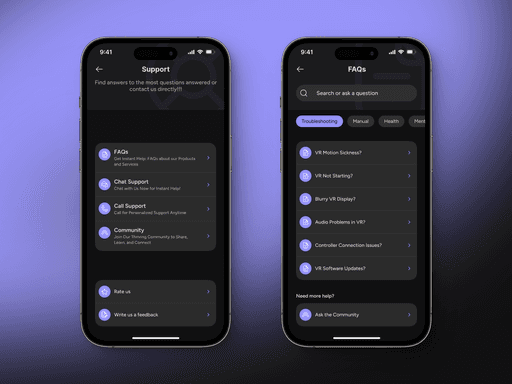 9:41
Support
Find answers to the most questions answered or
contact us directly!!!
FAQs
Get Instant Help: FAQs about our Products
and Services
Chat Support
Chat with Us Now for Instant Help!
Call Support
Call for Personalized Support Anytime
Community
Join Our Thriving Community to Share,
Learn, and Connect
Rate us
Write us a feedback
9:41
FAQs
Search or ask a question
Troubleshooting
Manual
Health
VR Motion Sickness?
VR Not Starting?
Blurry VR Display?
Audio Problems in VR?
Controller Connection Issues?
VR Software Updates?
Need more help?
Ask the Community